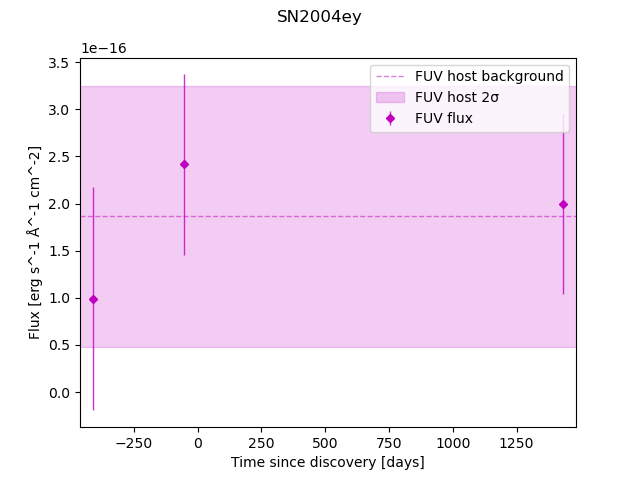 SN2004ey
1e−16
3.5
3.0
2.5
2.0
1.5
1.0
0.5
0.0
Flux [erg s^-1 Å^-1 cm^-2]
FUV host background
FUV host 2σ
FUV flux
−250 0 250 500 750 1000 1250
Time since discovery [days]